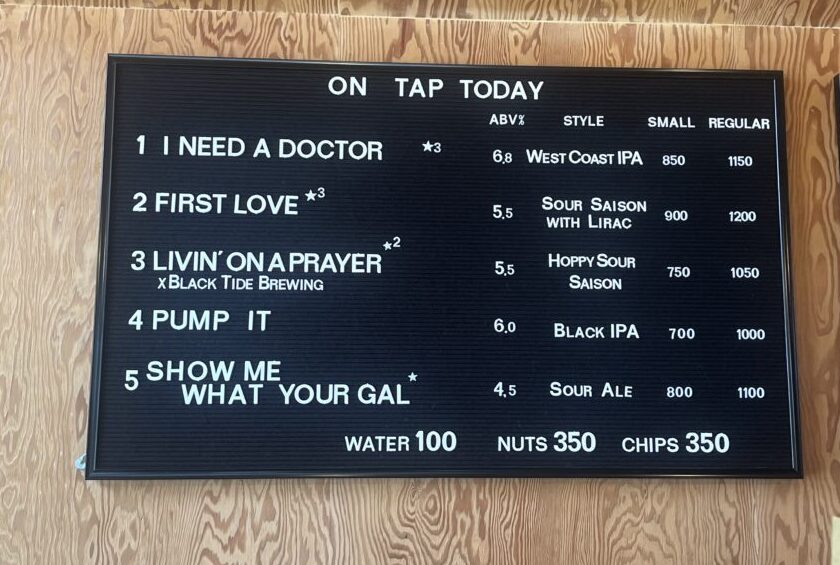 ON TAP TODAY
ABV% STYLE SMALL REGULAR
1 I NEED A DOCTOR ★3 6.8 WEST COAST IPA 850 1150
2 FIRST LOVE ★3 5.5 SOUR SAISON WITH LIRAC 900 1200
3 LIVIN' ON A PRAYER ★2 5.5 HOPPY SOUR SAISON 750 1050
X BLACK TIDE BREWING
4 PUMP IT 6.0 BLACK IPA 700 1000
5 SHOW ME
WHAT YOUR GAL ★ 4.5 SOUR ALE 800 1100
WATER 100 NUTS 350 CHIPS 350